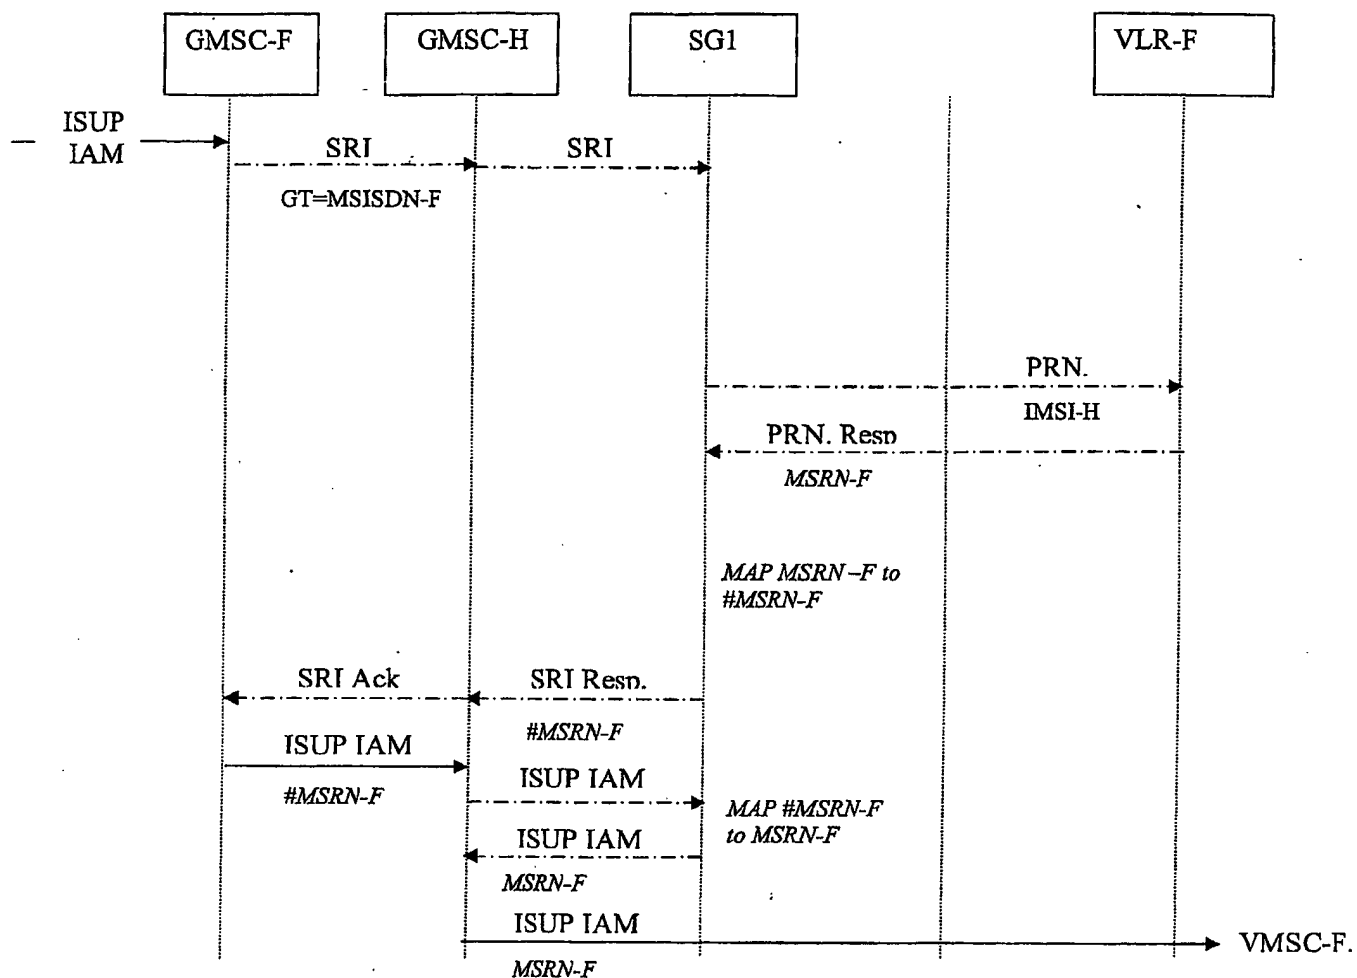 GMSC-F
GMSC-H
SG1
VLR-F
ISUP
IAM
SRI
SRI
GT=MSISDN-F
PRN.
IMSI-H
PRN. Resp
MSRN-F
MAP MSRN –F to
#MSRN-F
SRI Ack
SRI Resp.
#MSRN-F
ISUP IAM
#MSRN-F
ISUP IAM
MAP #MSRN-F
to MSRN-F
ISUP IAM
MSRN-F
ISUP IAM
VMSC-F.
MSRN-F